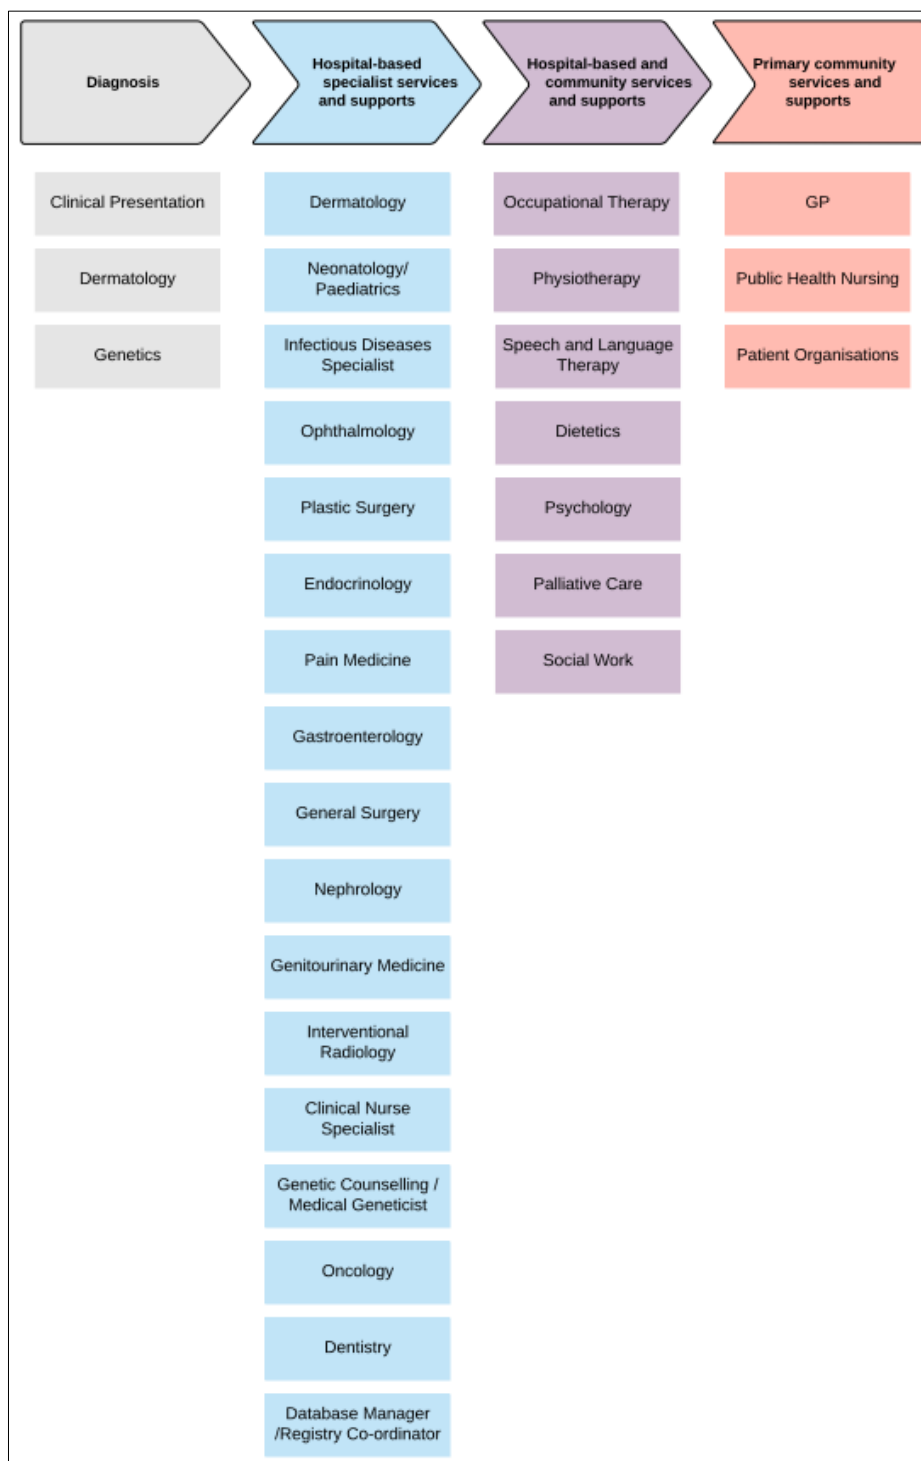 Diagnosis
Hospital-based
specialist services
and supports
Hospital-based and
community services
and supports
Primary community
services and
supports
Clinical Presentation
Dermatology
Genetics
Dermatology
Neonatology/
Paediatrics
Infectious Diseases
Specialist
Ophthalmology
Plastic Surgery
Endocrinology
Pain Medicine
Gastroenterology
General Surgery
Nephrology
Genitourinary Medicine
Interventional
Radiology
Clinical Nurse
Specialist
Genetic Counselling /
Medical Geneticist
Oncology
Dentistry
Database Manager
/Registry Co-ordinator
Occupational Therapy
Physiotherapy
Speech and Language
Therapy
Dietetics
Psychology
Palliative Care
Social Work
GP
Public Health Nursing
Patient Organisations